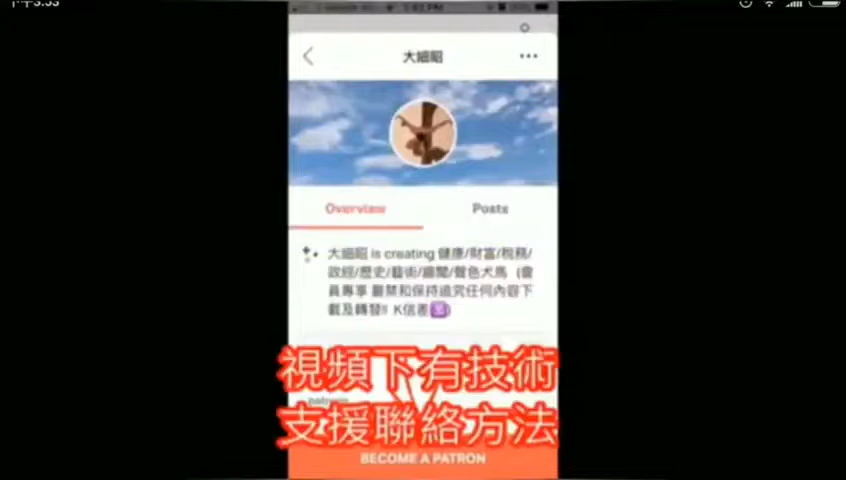 大細昭
Overview
Posts
大細昭 is creating 健康/財富/稅務/
政經/歷史/藝術/緋聞/聲色犬馬 (會
員專享 嚴禁和保持追究任何內容下
載及轉發!! K信差
視頻下有技術
支援聯絡方法
BECOME A PATRON